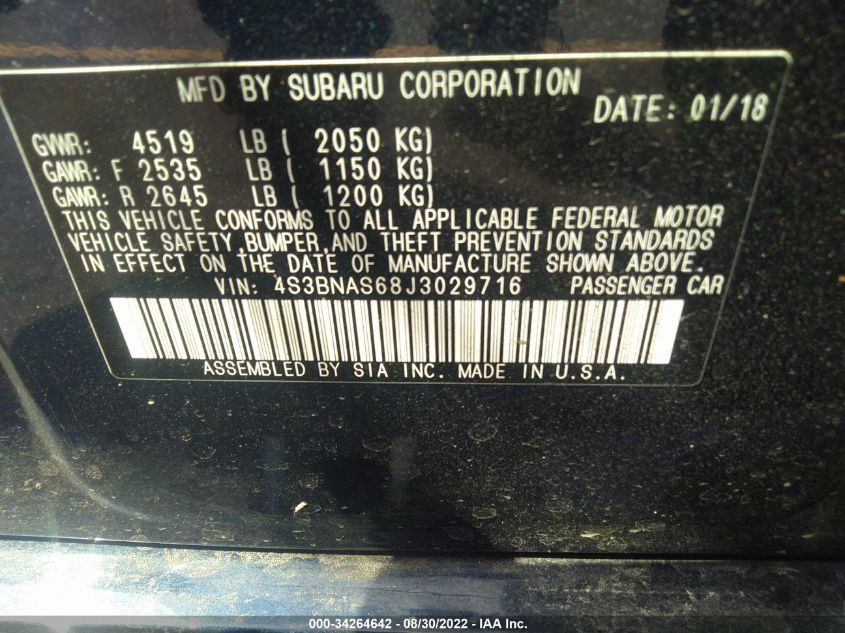 MFD BY SUBARU CORPORATION
DATE: 01/18
GVWR: 4519 LB ( 2050 KG)
GAWR: F 2535 LB ( 1150 KG)
GAWR: R 2645 LB ( 1200 KG)
THIS VEHICLE CONFORMS TO ALL APPLICABLE FEDERAL MOTOR
VEHICLE SAFETY,BUMPER,AND THEFT PREVENTION STANDARDS
IN EFFECT ON THE DATE OF MANUFACTURE SHOWN ABOVE.
VIN: 4S3BNAS68J3029716 PASSENGER CAR
ASSEMBLED BY SIA INC. MADE IN U.S.A.
000-34264642 - 08/30/2022 - IAA Inc.